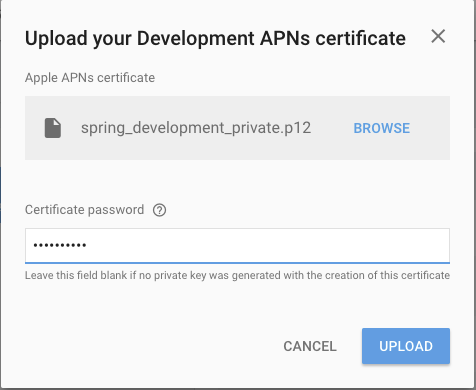 Upload your Development APNs certificate
Apple APNs certificate
spring_development_private.p12 BROWSE
Certificate password
••••••••••
Leave this field blank if no private key was generated with the creation of this certificate
CANCEL UPLOAD